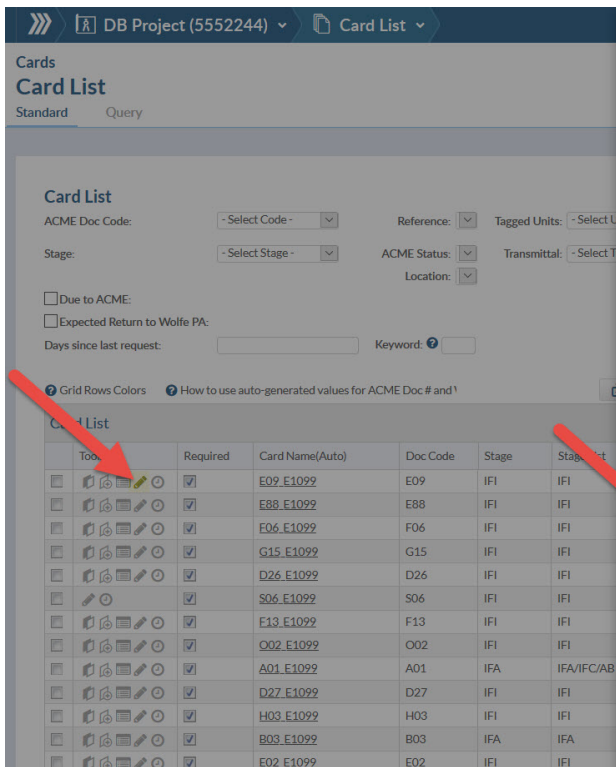 DB Project (5552244) Card List
Cards
Card List
Standard Query
Card List
ACME Doc Code: - Select Code - Reference: Tagged Units: - Select
Stage: - Select Stage - ACME Status: Transmittal: - Select
Location:
Due to ACME:
Expected Return to Wolfe PA:
Days since last request: Keyword:
Grid Rows Colors How to use auto-generated values for ACME Doc # and
List
Required Card Name(Auto) Doc Code Stage
E09_E1099 E09 IFI IFI
E88_E1099 E88 IFI IFI
F06_E1099 F06 IFI IFI
G15_E1099 G15 IFI IFI
D26_E1099 D26 IFI IFI
S06_E1099 S06 IFI IFI
F13_E1099 F13 IFI IFI
O02_E1099 O02 IFI IFI
A01_E1099 A01 IFA IFA/IFC/AB
D27_E1099 D27 IFI IFI
H03_E1099 H03 IFI IFI
B03_E1099 B03 IFA IFA
E02_E1099 E02 IFI IFI